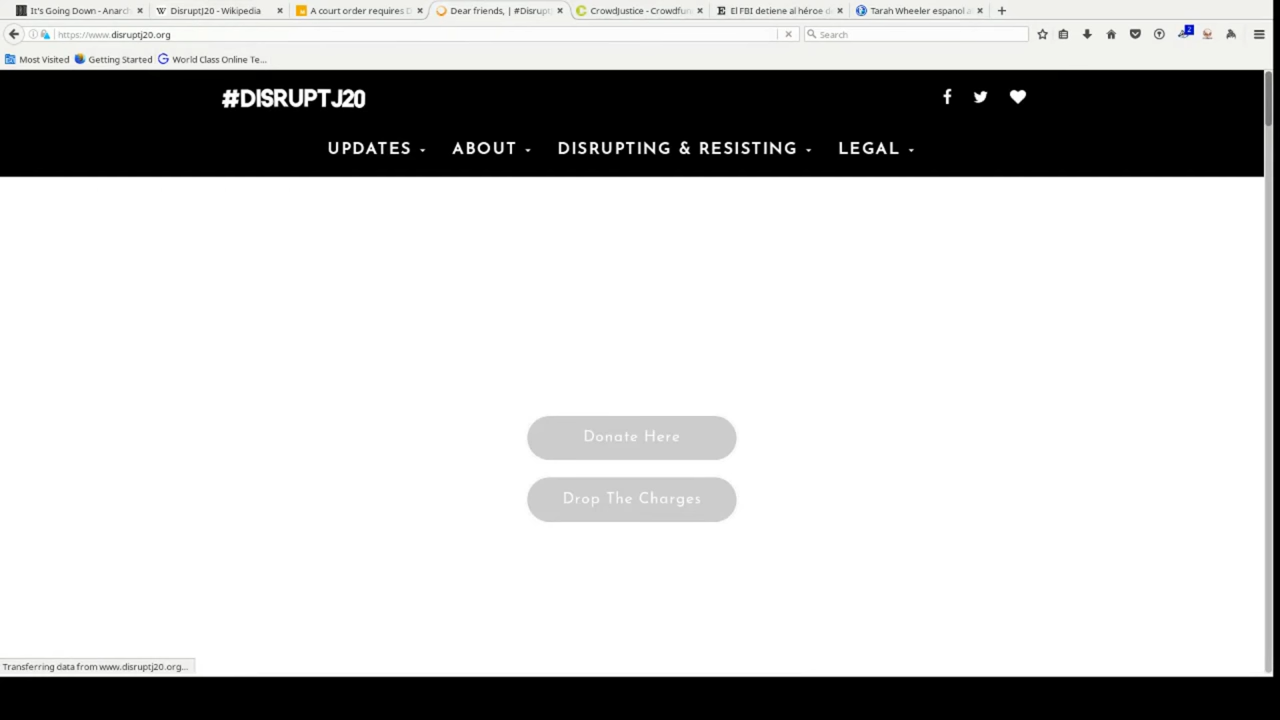 It's Going Down - Anarch
DisruptJ20 - Wikipedia
A court order requires D
Dear friends, | #Disrupt
CrowdJustice - Crowdfun
El FBI detiene al héroe d
Tarah Wheeler espanol a
https://www.disruptj20.org
Search
2
Most Visited
Getting Started
World Class Online Te...
#DISRUPTJ20
UPDATES
ABOUT
DISRUPTING & RESISTING
LEGAL
Donate Here
Drop The Charges
Transferring data from www.disruptj20.org...